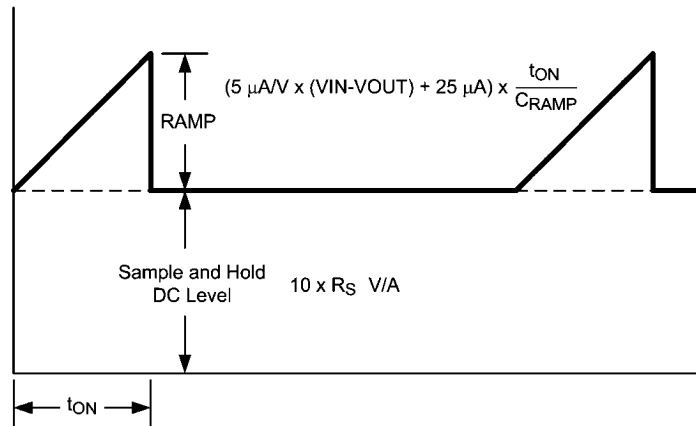 (5 μA/V x (VIN-VOUT) + 25 μA) x tON
CRAMP
RAMP
Sample and Hold
DC Level
10 x RS V/A
tON